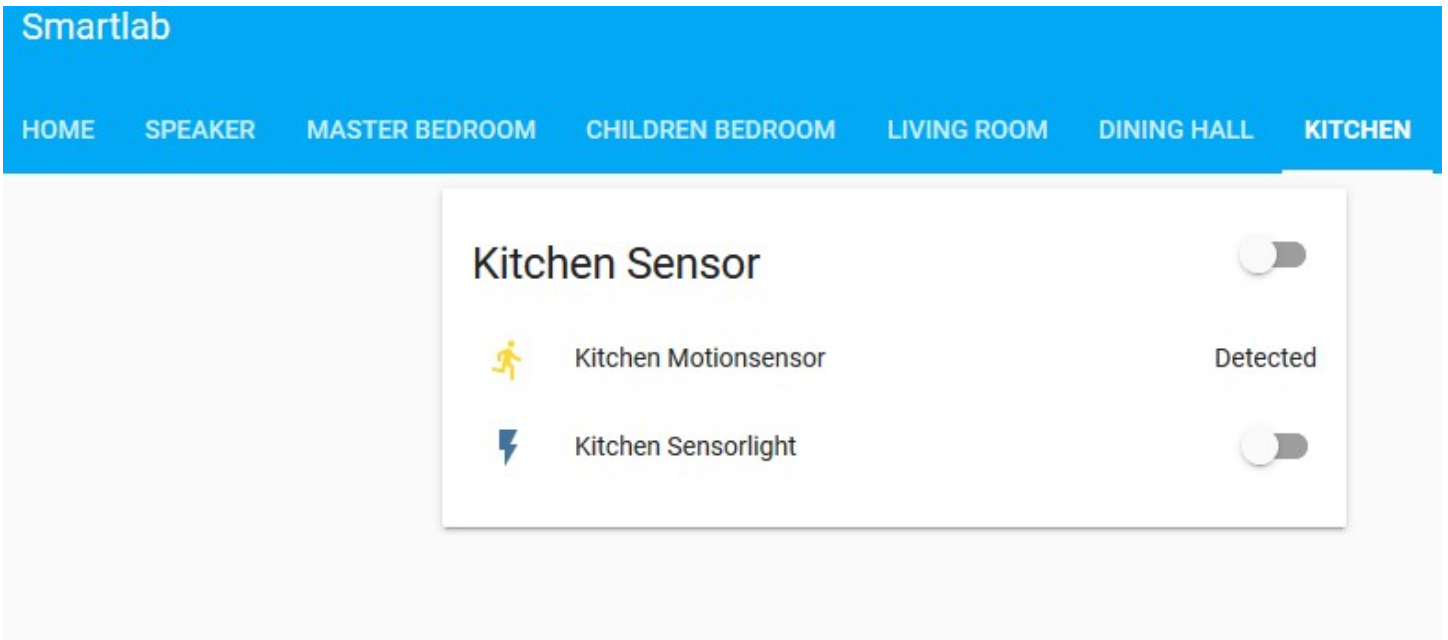 Smartlab
HOME SPEAKER MASTER BEDROOM CHILDREN BEDROOM LIVING ROOM DINING HALL KITCHEN
Kitchen Sensor
Kitchen Motionsensor Detected
Kitchen Sensorlight